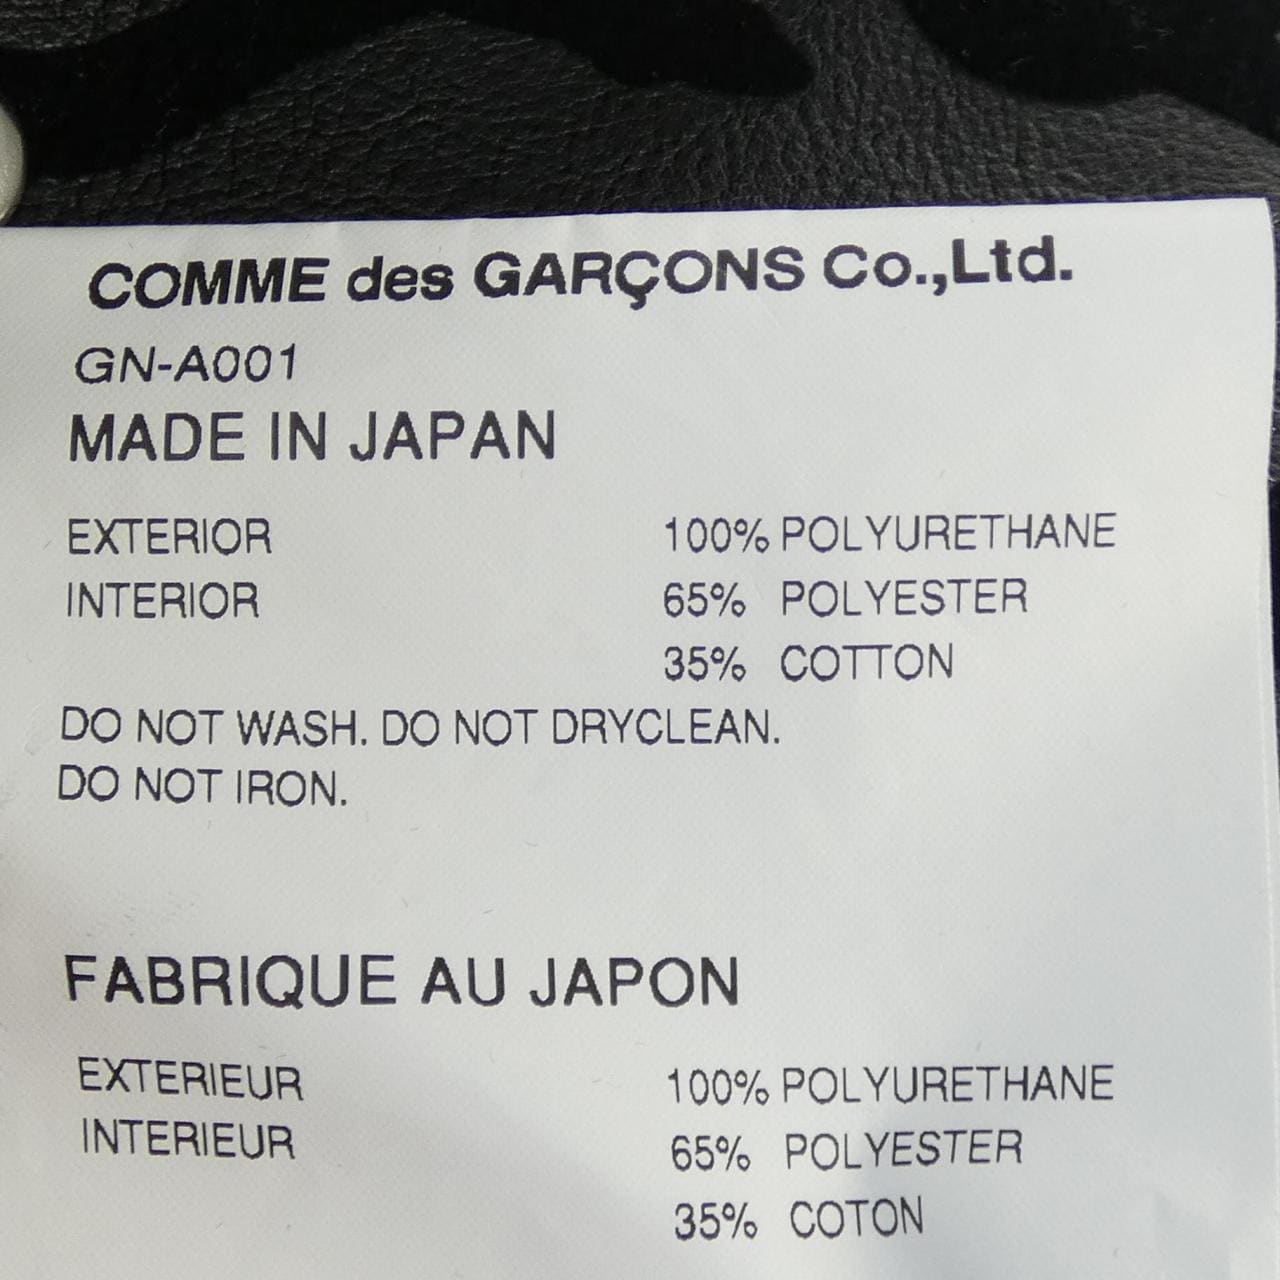 COMME des GARÇONS Co.,Ltd.
GN-A001
MADE IN JAPAN
EXTERIOR 100% POLYURETHANE
INTERIOR 65% POLYESTER
35% COTTON
DO NOT WASH. DO NOT DRYCLEAN.
DO NOT IRON.
FABRIQUE AU JAPON
EXTERIEUR 100% POLYURETHANE
INTERIEUR 65% POLYESTER
35% COTON